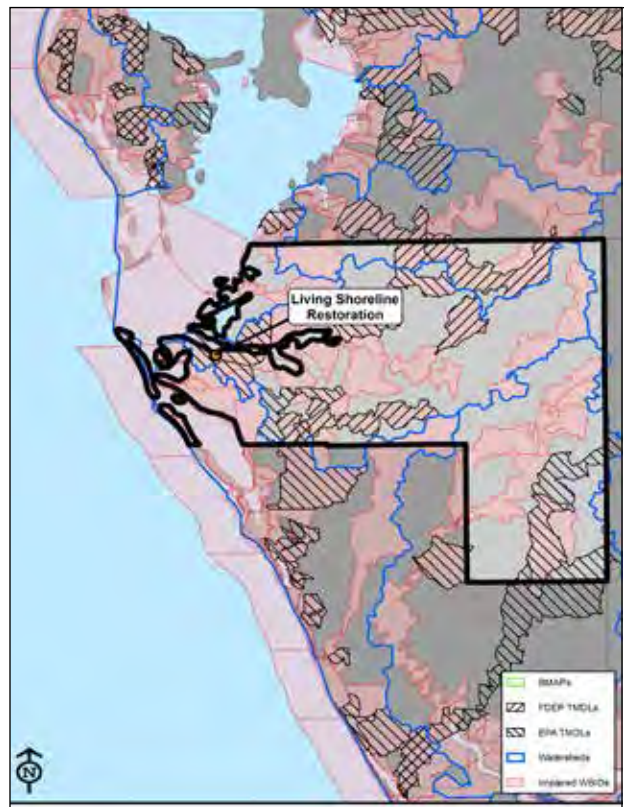 Living Shoreline
Restoration
BMAPs
FDEP TMDLs
EPA TMDLs
Watersheds
Impaired WBIDs
N